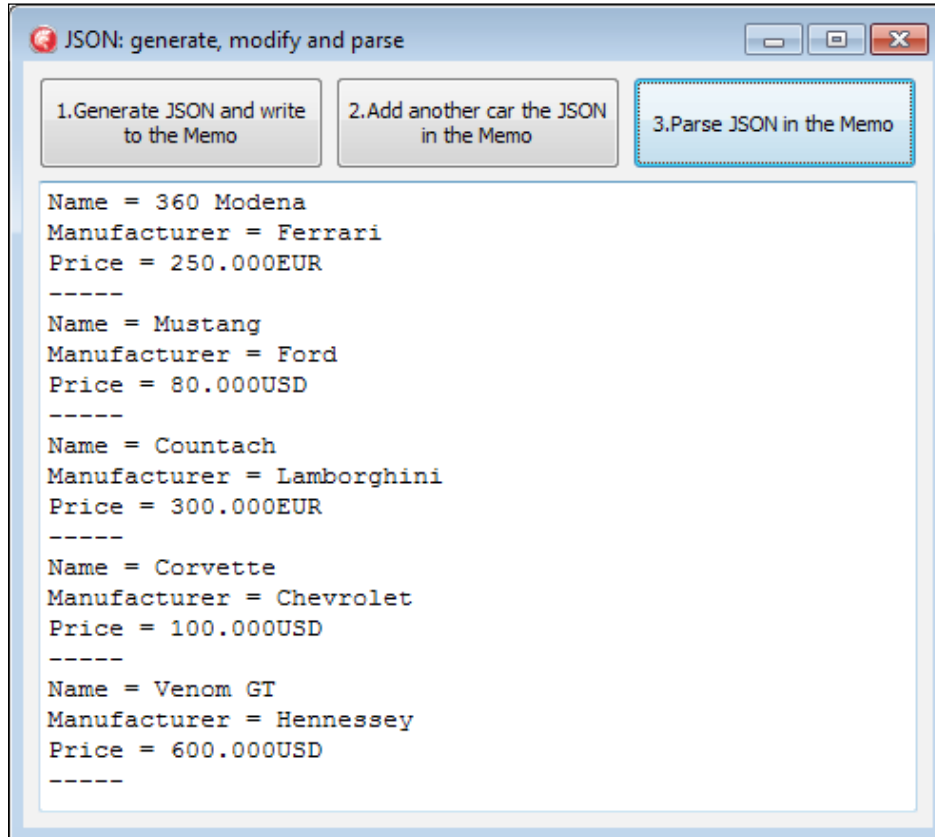 JSON: generate, modify and parse
1.Generate JSON and write
to the Memo
2.Add another car the JSON
in the Memo
3.Parse JSON in the Memo
Name = 360 Modena
Manufacturer = Ferrari
Price = 250.000EUR
-----
Name = Mustang
Manufacturer = Ford
Price = 80.000USD
-----
Name = Countach
Manufacturer = Lamborghini
Price = 300.000EUR
-----
Name = Corvette
Manufacturer = Chevrolet
Price = 100.000USD
-----
Name = Venom GT
Manufacturer = Hennessey
Price = 600.000USD
-----